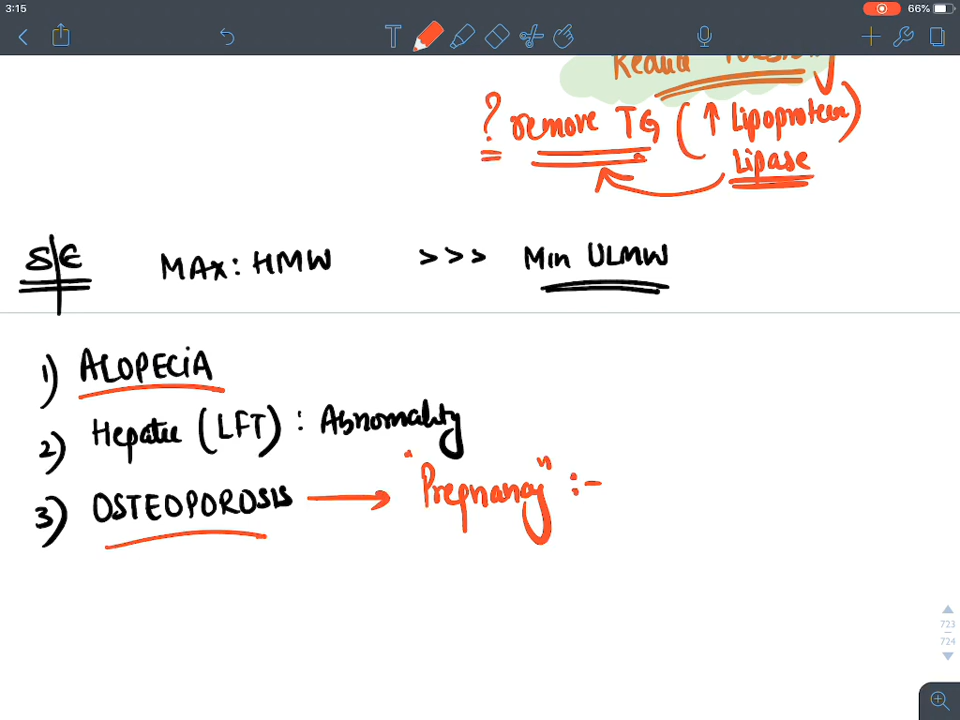 3:15
66%
T
? remove TG (↑ Lipoprotein)
Lipase
S/E MAX: HMW >>> Min ULMW
1) ALOPECiA
2) Hepatic (LFT) : Abnormality
3) OSTEOPOROSIS → "Pregnancy" :-
723
724